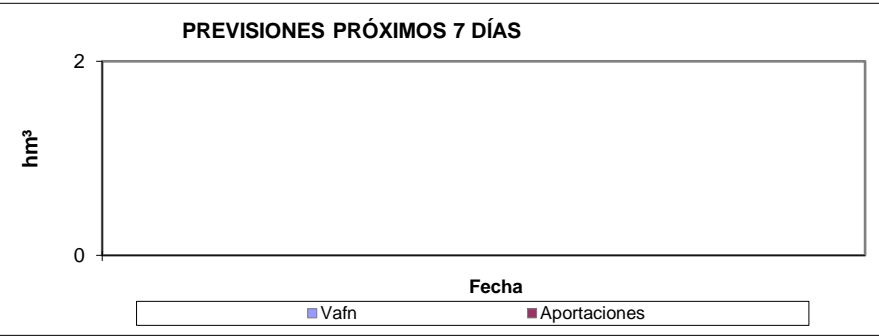 PREVISIONES PRÓXIMOS 7 DÍAS
2
hm³
0
Fecha
Vafn Aportaciones